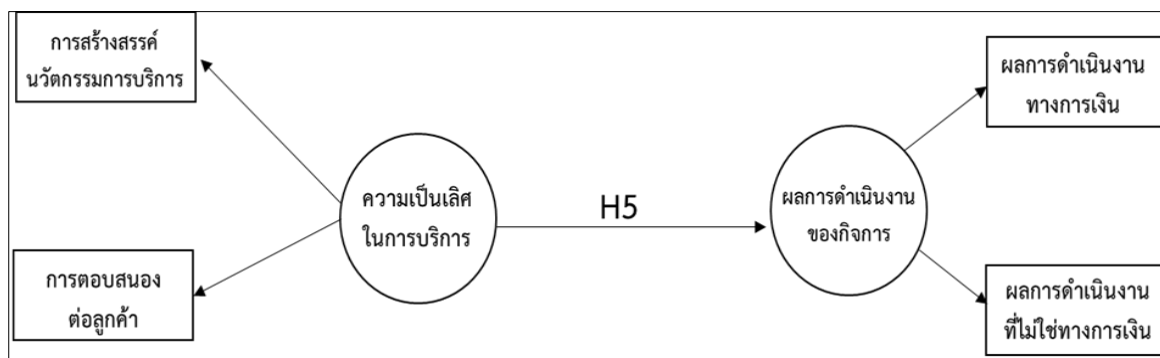 การสร้างสรรค์
นวัตกรรมการบริการ
การตอบสนอง
ต่อลูกค้า
ความเป็นเลิศ
ในการบริการ
H5
ผลการดำเนินงาน
ของกิจการ
ผลการดำเนินงาน
ทางการเงิน
ผลการดำเนินงาน
ที่ไม่ใช่ทางการเงิน